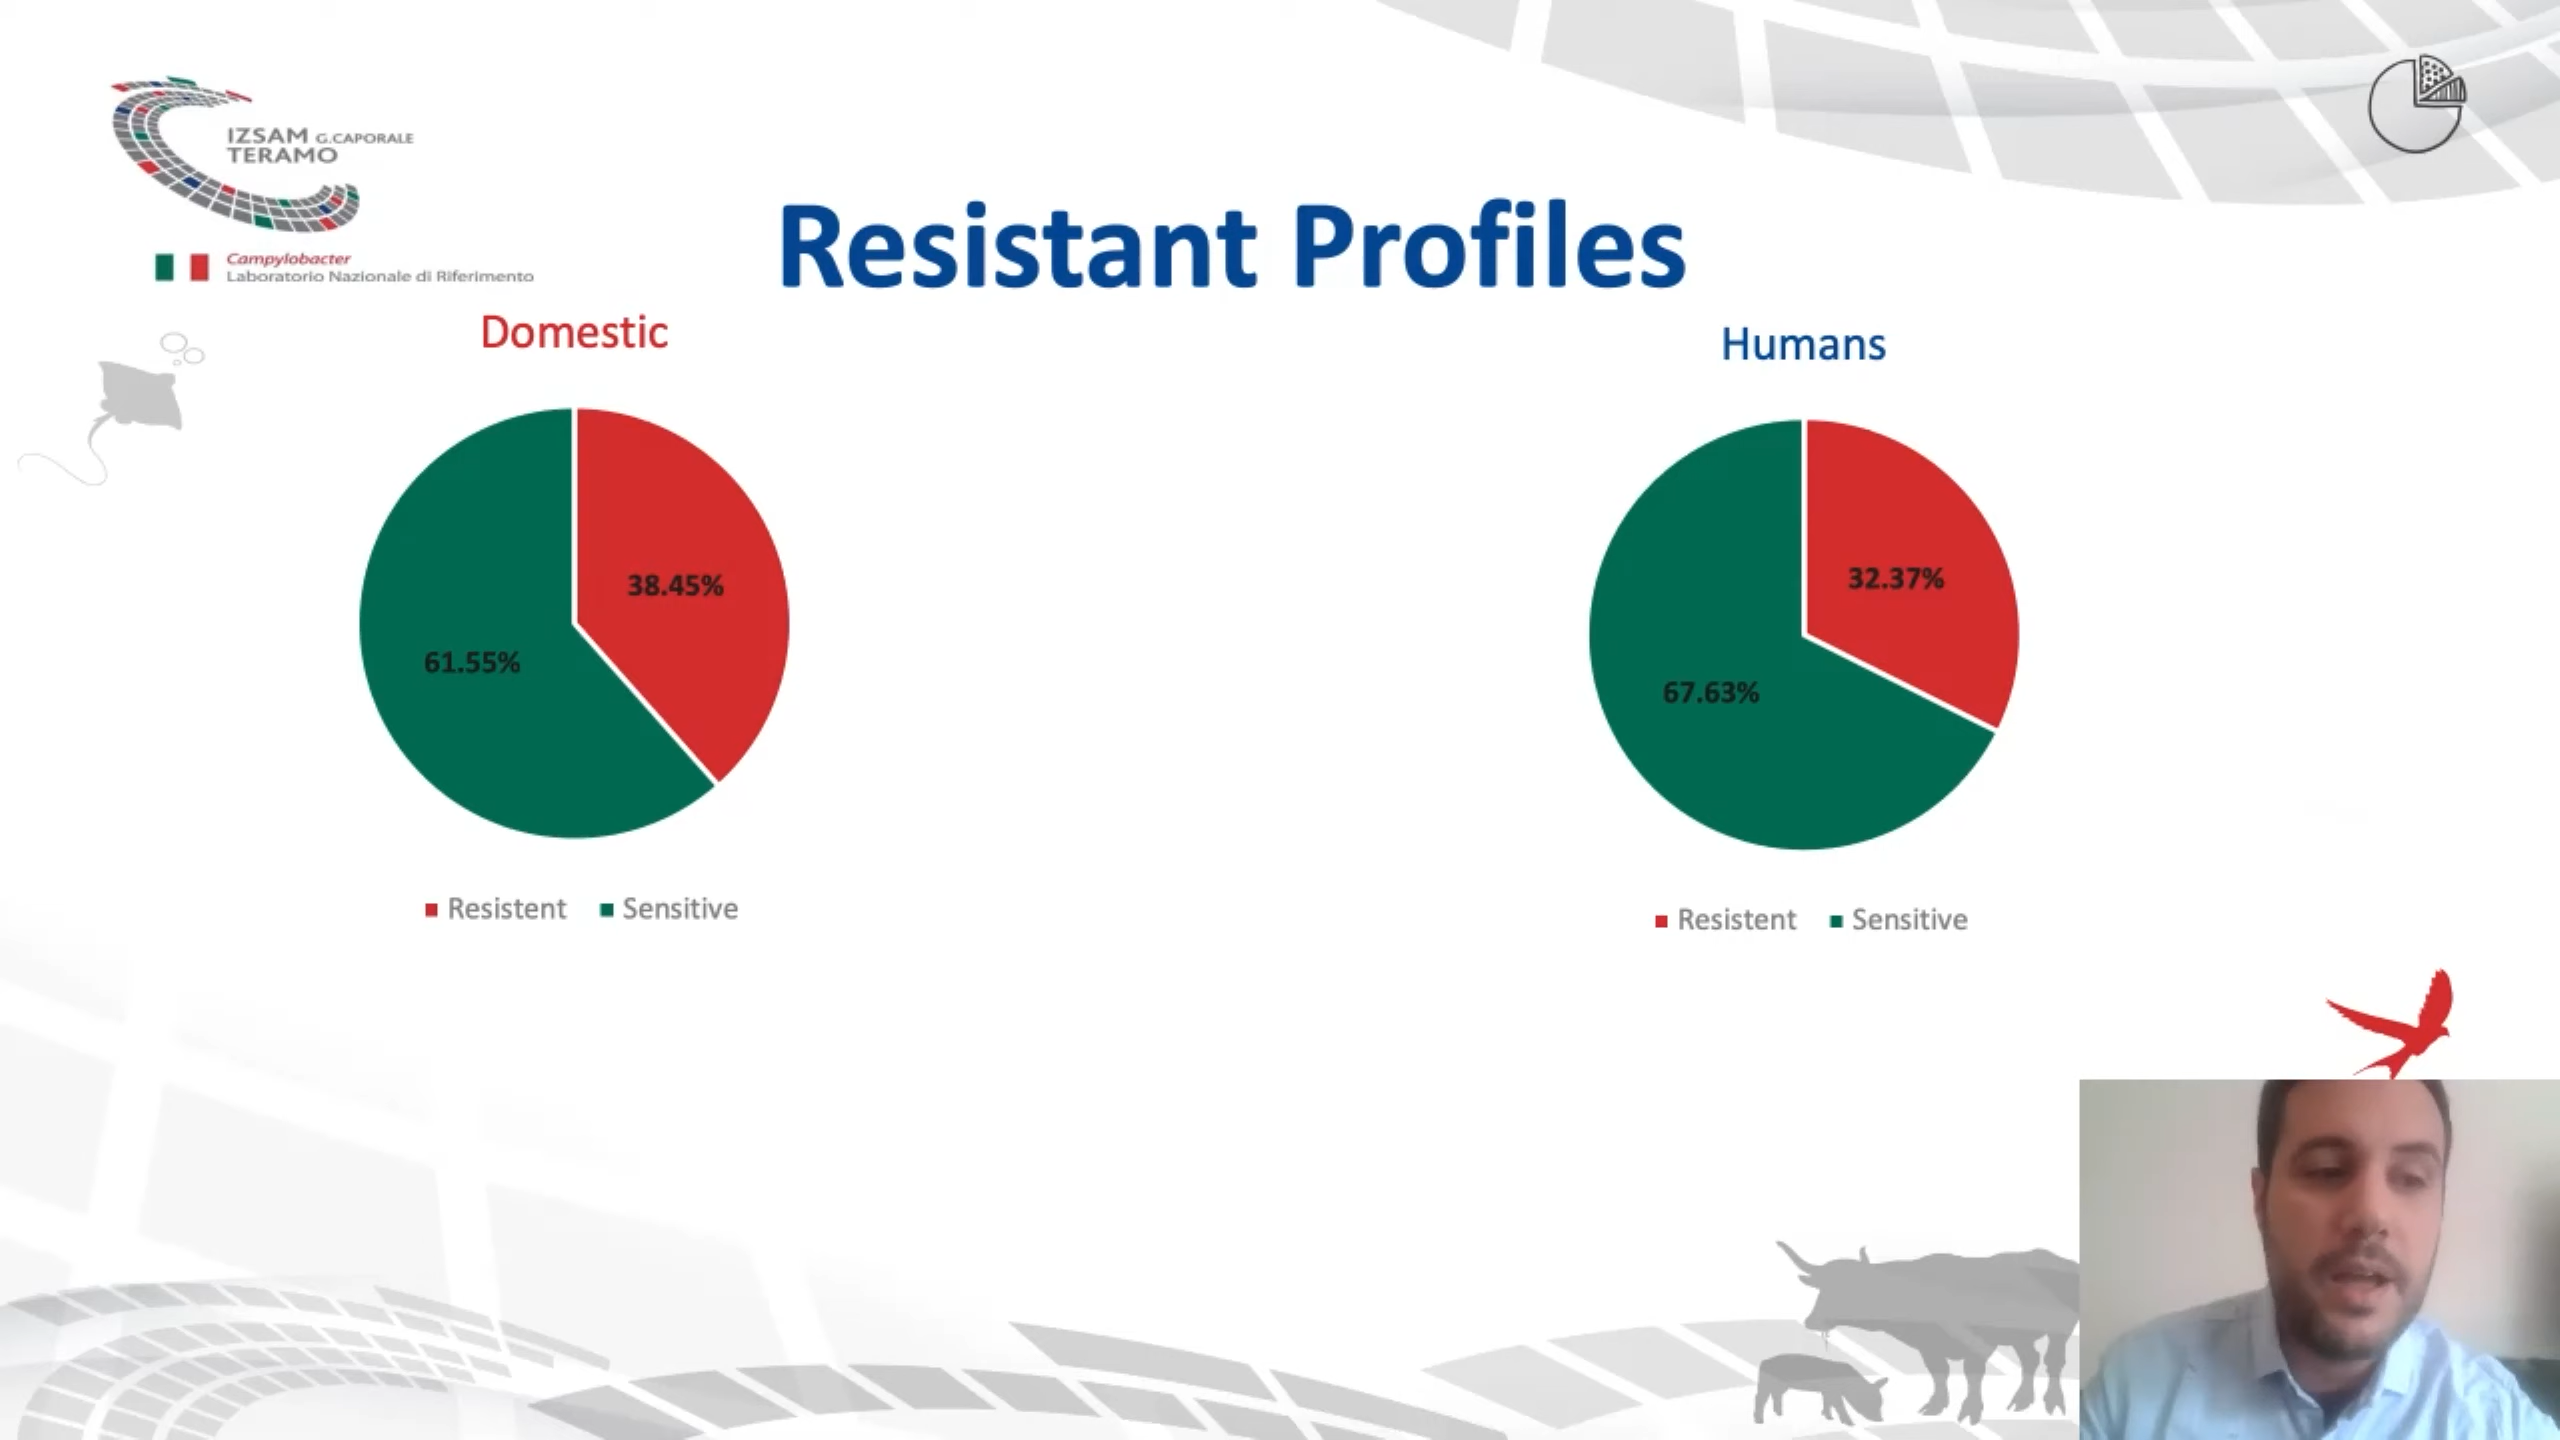 IZSAM G.CAPORALE
TERAMO
Campylobacter
Laboratorio Nazionale di Riferimento
Resistant Profiles
Domestic
38.45%
61.55%
Resistent Sensitive
Humans
32.37%
67.63%
Resistent Sensitive